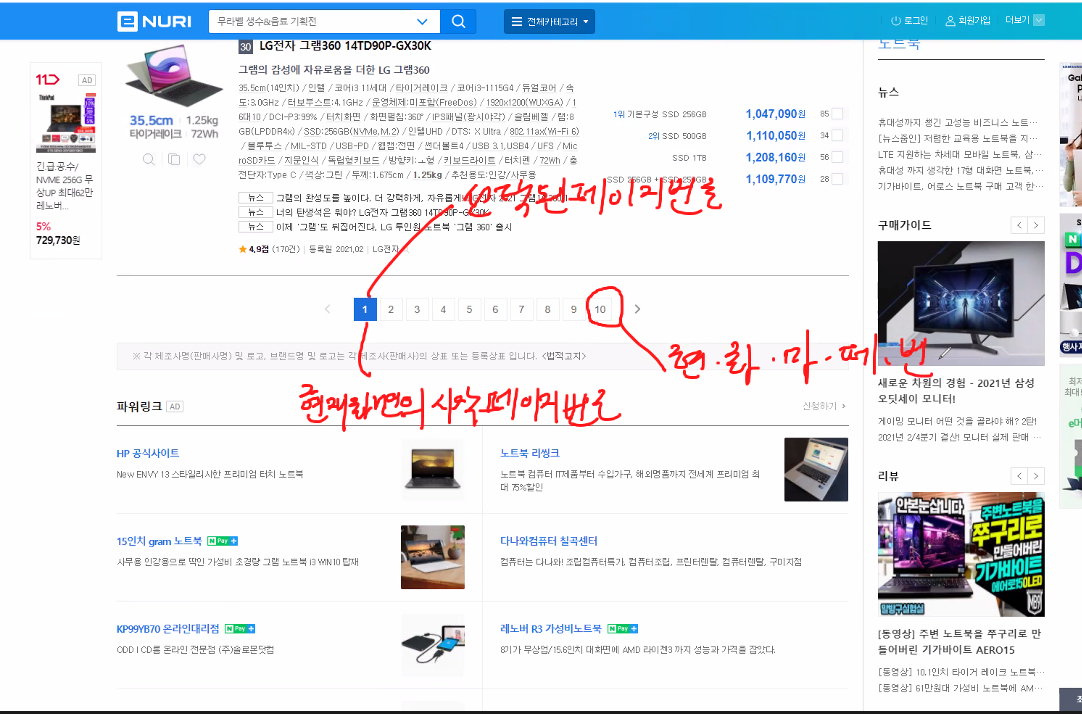 ENURI
무라벨 생수&음료 기획전
전체카테고리
로그인
회원가입
더보기
11
AD
긴.급.공수/
NVME 256G 무
상UP 최대62만
레노버...
5%
729,730원
35.5cm
1.25kg
타이거레이크
72Wh
30 LG전자 그램360 14TD90P-GX30K
그램의 감성에 자유로움을 더한 LG 그램360
35.5cm(14인치) / 인텔 / 코어i3 11세대 / 타이거레이크 / 코어i3-1115G4 / 듀얼코어 / 속
도:3.0GHz / 터보부스트:4.1GHz / 운영체제:미포함(FreeDos) / 1920x1200(WUXGA) / 1
6대10 / DCI-P3:99% / 터치화면 / 화면돌림:360° / IPS패널(광시야각) / 슬림베젤 / 램:8
GB(LPDDR4x) / SSD:256GB(NVMe,M.2) / 인텔UHD / DTS: X Ultra / 802.11ax(Wi-Fi 6)
/ 블루투스 / MIL-STD / USB-PD / 웹캠:전면 / 썬더볼트4 / USB 3.1,USB4 / UFS / Mic
roSD카드 / 지문인식 / 독립형키보드 / 방향키:ㅗ형 / 키보드라이트 / 터치펜 / 72Wh / 충
전단자:Type C / 색상:그린 / 두께:1.675cm / 1.25kg / 추천용도:인강/사무용
1위 기본구성 SSD 256GB 1,047,090원 85
2위 SSD 500GB 1,110,050원 34
SSD 1TB 1,208,160원 56
SSD 256GB + SSD 250GB 1,109,770원 28
선택된페이지번호
뉴스 그램의 완성도를 높이다. 더 강력하게, 자유롭게! LG전자 2021 그램
뉴스 너의 탄생석은 뭐야? LG전자 그램360 14TD90P-GX30K
뉴스 이제 '그램'도 뒤집어진다, LG 투인원 노트북 '그램 360' 출시
4,9점 (170건) | 등록일 2021,02 | LG전자
1 2 3 4 5 6 7 8 9 10
※ 각 제조사명(판매사명) 및 로고, 브랜드명 및 로고는 각 제조사(판매사)의 상표 또는 등록상표 입니다. <법적고지>
현.화.마.페.번
현재화면의 시작페이지번호
파워링크 AD
신청하기
HP 공식사이트
New ENVY 13 스타일리시한 프리미엄 터치 노트북
노트북 리씽크
노트북 컴퓨터 IT제품부터 수입가구, 해외명품까지 전세계 프리미엄 최
대 75%할인
15인치 gram 노트북 N Pay +
사무용 인강용으로 딱인 가성비 초경량 그램 노트북 i3 WIN10 탑재
다나와컴퓨터 칠곡센터
컴퓨터는 다나와! 조립컴퓨터특가, 컴퓨터조립, 프린터렌탈, 컴퓨터렌탈, 구미지점
KP99YB70 온라인대리점 N Pay +
ODD I CD롬 온라인 전문점 (주)솔로몬닷컴
레노버 R3 가성비노트북 N Pay +
8기가 무상업/15.6인치 대화면에 AMD 라이젠3 까지 성능과 가격을 잡았다.
노트북
뉴스
휴대성까지 챙긴 고성능 비즈니스 노트…
[뉴스줌인] 저렴한 교육용 노트북을 지…
LTE 지원하는 차세대 모바일 노트북, 삼…
휴대성 까지 생각한 17형 대화면 노트북,…
기가바이트, 어로스 노트북 구매 고객 한…
구매가이드
새로운 차원의 경험 - 2021년 삼성
오딧세이 모니터!
게이밍 모니터 어떤 것을 골라야 해? 2탄!
2021년 2/4분기 결산! 모니터 실제 판매 …
리뷰
안본눈삽니다
주변노트북을
쭈구리로
만들어버린
기가바이트
에어로15OLED
말방구실험실
[동영상] 주변 노트북을 쭈구리로 만
들어버린 기가바이트 AERO15
[동영상] 10.1인치 타이거 레이크 노트북…
[동영상] 61만원대 가성비 노트북에 AM…
행사